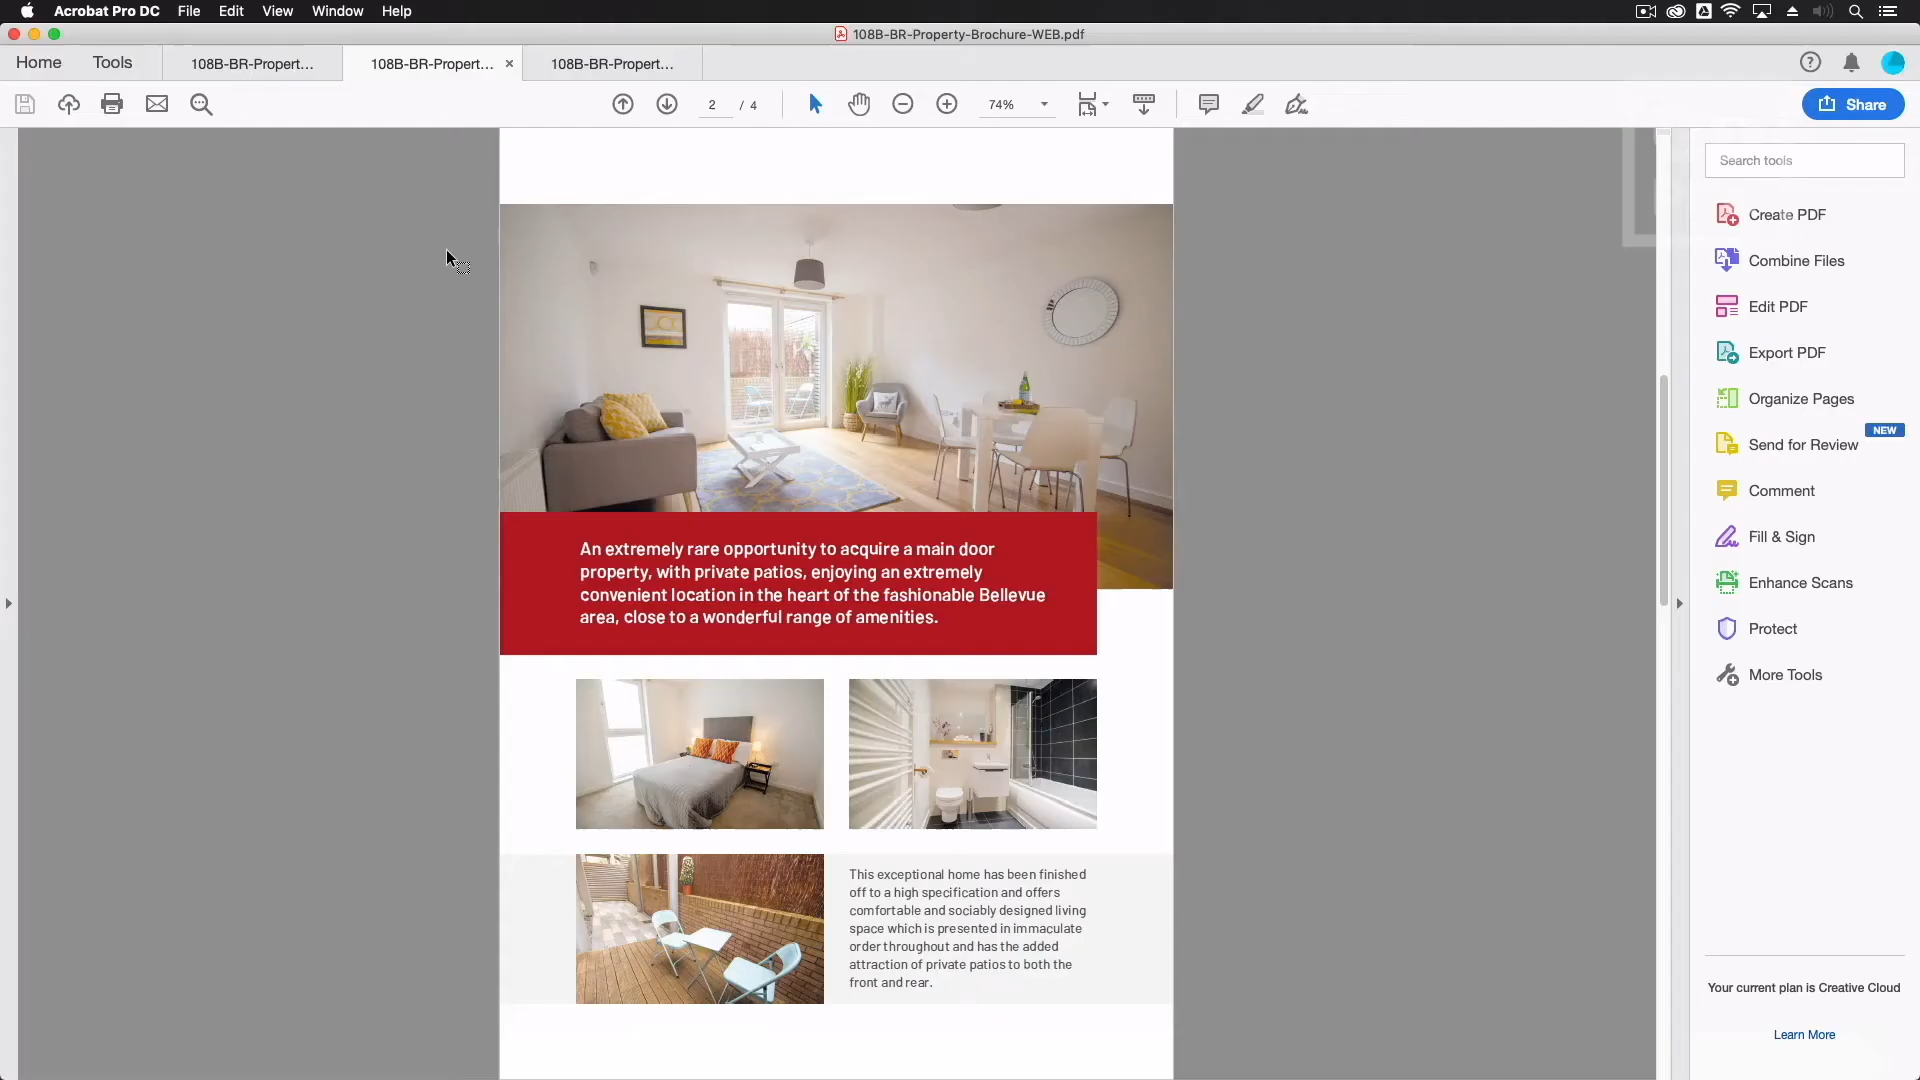 Acrobat Pro DC File Edit View Window Help
108B-BR-Property-Brochure-WEB.pdf
Home Tools 108B-BR-Propert... 108B-BR-Propert... × 108B-BR-Propert...
2 / 4 74% Share
Search tools
Create PDF
Combine Files
Edit PDF
Export PDF
Organize Pages
NEW
Send for Review
Comment
Fill & Sign
Enhance Scans
Protect
More Tools
Your current plan is Creative Cloud
Learn More
An extremely rare opportunity to acquire a main door
property, with private patios, enjoying an extremely
convenient location in the heart of the fashionable Bellevue
area, close to a wonderful range of amenities.
This exceptional home has been finished
off to a high specification and offers
comfortable and sociably designed living
space which is presented in immaculate
order throughout and has the added
attraction of private patios to both the
front and rear.